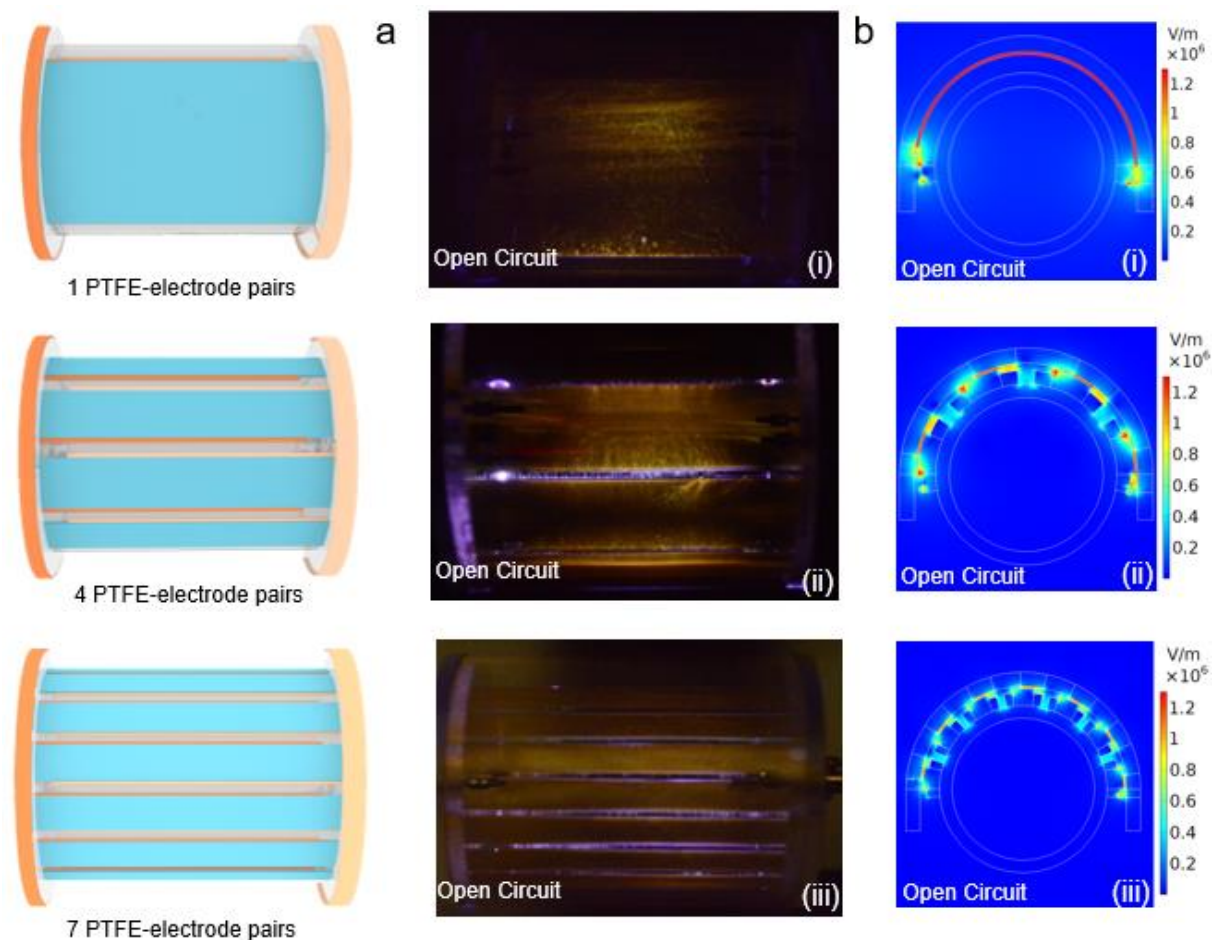 a
b
1 PTFE-electrode pairs
Open Circuit
(i)
V/m
×10⁶
1.2
1
0.8
0.6
0.4
0.2
Open Circuit
(i)
4 PTFE-electrode pairs
Open Circuit
(ii)
V/m
×10⁶
1.2
1
0.8
0.6
0.4
0.2
Open Circuit
(ii)
7 PTFE-electrode pairs
Open Circuit
(iii)
V/m
×10⁶
1.2
1
0.8
0.6
0.4
0.2
Open Circuit
(iii)